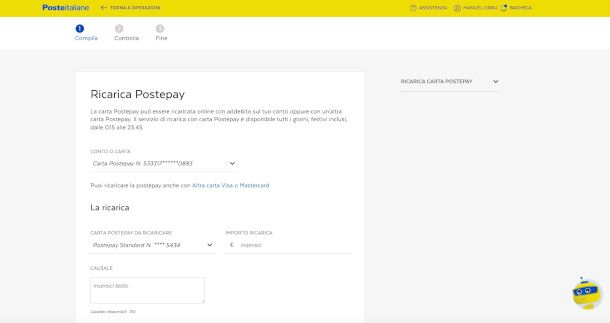 Posteitaliane
TORNA A OPERAZIONI
ASSISTENZA
MANUEL ORRU'
BACHECA
1 2 3
Compila Controlla Fine
Ricarica Postepay
La carta Postepay può essere ricaricata online con addebito sul tuo conto oppure con un'altra
carta Postepay. Il servizio di ricarica con carta Postepay è disponibile tutti i giorni, festivi inclusi,
dalle 0.15 alle 23.45.
CONTO O CARTA
Carta Postepay N. 533317******0893
Puoi ricaricare la postepay anche con Altra carta Visa o Mastercard
La ricarica
CARTA POSTEPAY DA RICARICARE
IMPORTO RICARICA
Postepay Standard N. **** 5434
€ Inserisci
CAUSALE
Inserisci testo
Caratteri disponibili
RICARICA CARTA POSTEPAY